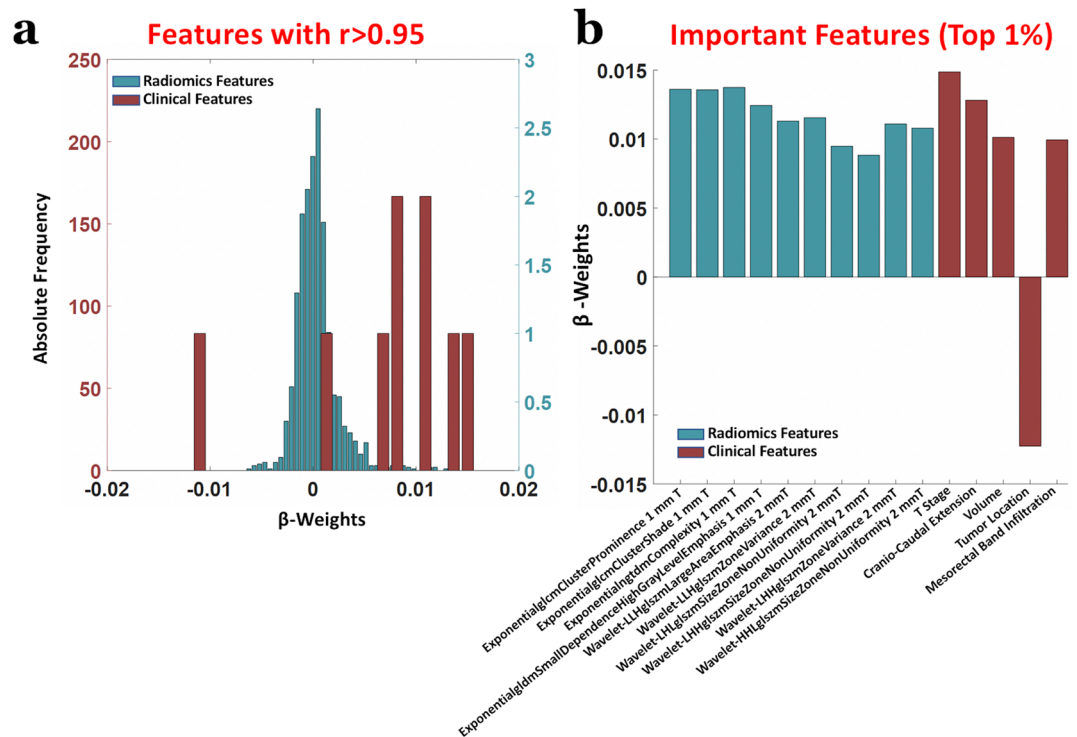 a
Features with r>0.95
Radiomics Features
Clinical Features
250
200
150
100
50
0
3
2.5
2
1.5
1
0.5
0
-0.02
-0.01
0
0.01
0.02
Absolute Frequency
β-Weights
b
Important Features (Top 1%)
0.015
0.01
0.005
0
-0.005
-0.01
-0.015
β -Weights
Radiomics Features
Clinical Features
ExponentialglcmClusterProminence 1 mm T
ExponentialglcmClusterShade 1 mm T
ExponentialngtdmComplexity 1 mm T
ExponentialgldmSmallDependenceHighGrayLevelEmphasis 1 mm T
Wavelet-LLHglszmLargeAreaEmphasis 2 mmT
Wavelet-LLHglszmZoneVariance 2 mmT
Wavelet-LHLglszmSizeZoneNonUniformity 2 mmT
Wavelet-LHHglszmSizeZoneNonUniformity 2 mmT
Wavelet-LHHglszmZoneVariance 2 mmT
Wavelet-HHLglszmSizeZoneNonUniformity 2 mmT
T Stage
Cranio-Caudal Extension
Volume
Tumor Location
Mesorectal Band Infiltration